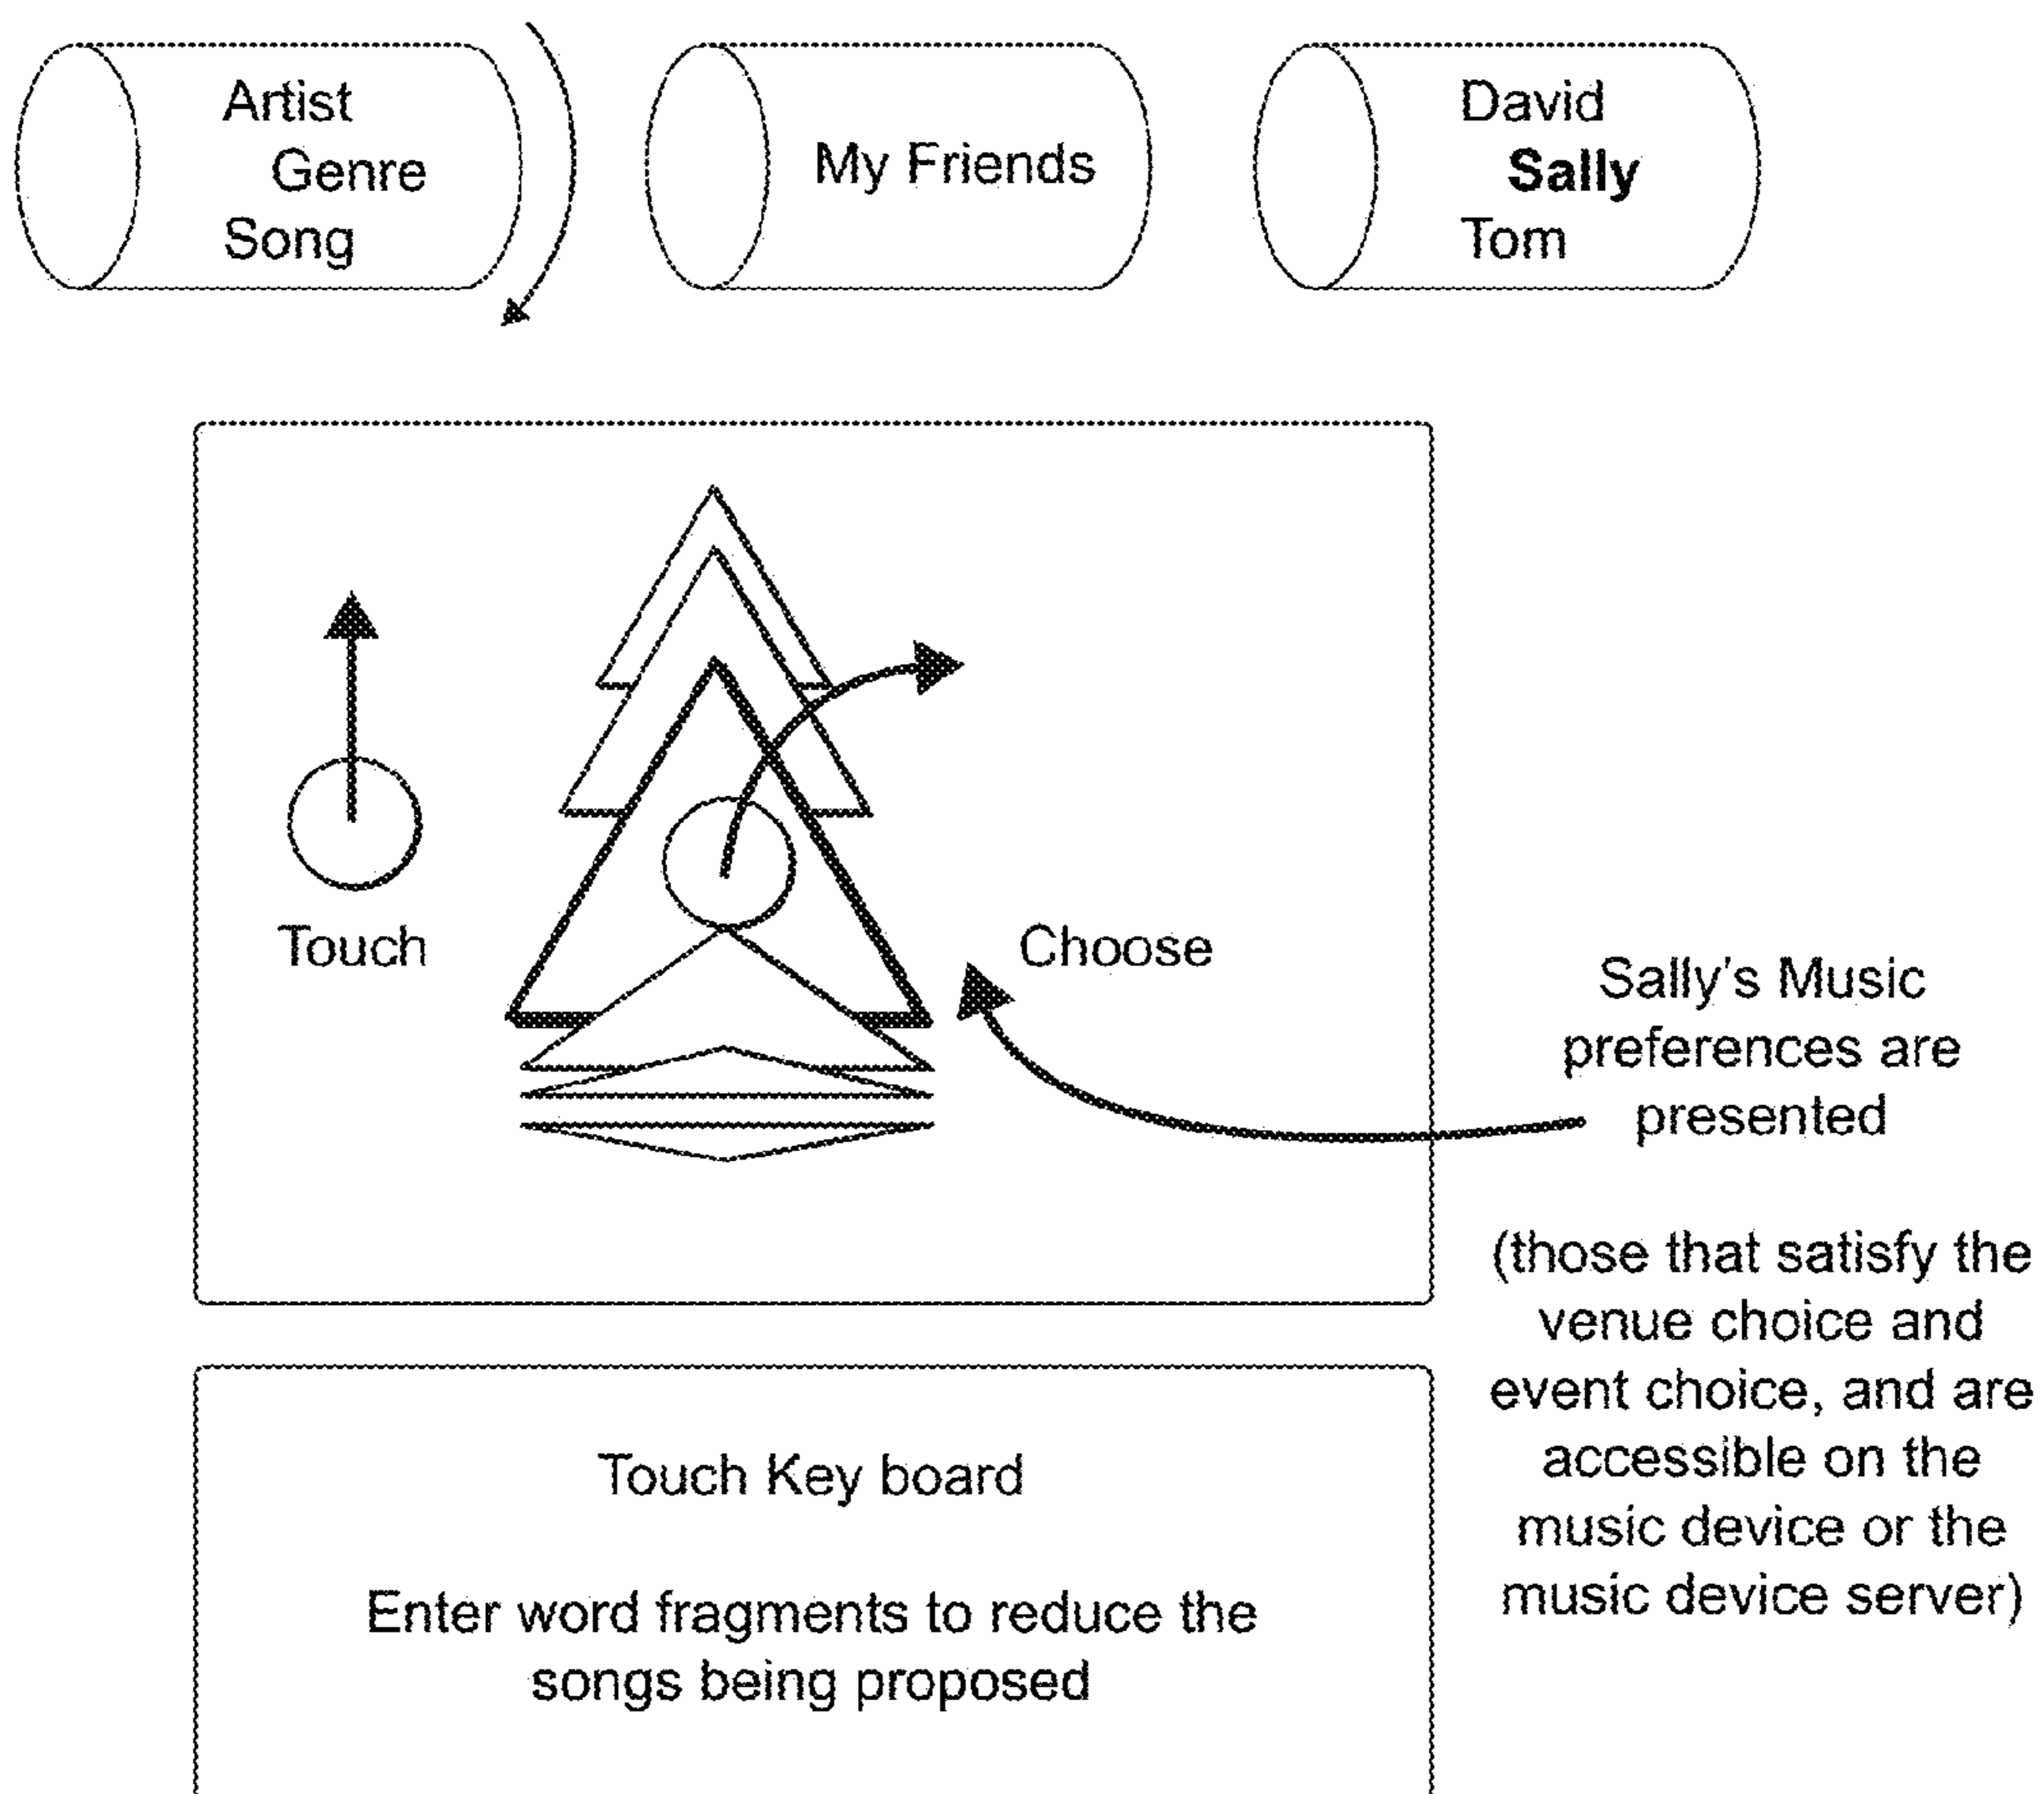 Artist
Genre
Song
My Friends
David
Sally
Tom
Touch
Choose
Sally's Music
preferences are
presented
(those that satisfy the
venue choice and
event choice, and are
accessible on the
music device or the
music device server)
Touch Key board
Enter word fragments to reduce the
songs being proposed